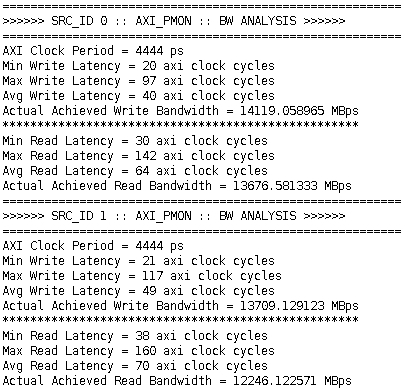 ================================================================
>>>>>> SRC_ID 0 :: AXI_PMON :: BW ANALYSIS >>>>>>
================================================================
AXI Clock Period = 4444 ps
Min Write Latency = 20 axi clock cycles
Max Write Latency = 97 axi clock cycles
Avg Write Latency = 40 axi clock cycles
Actual Achieved Write Bandwidth = 14119.058965 MBps
***************************************************
Min Read Latency = 30 axi clock cycles
Max Read Latency = 142 axi clock cycles
Avg Read Latency = 64 axi clock cycles
Actual Achieved Read Bandwidth = 13676.581333 MBps
================================================================
>>>>>> SRC_ID 1 :: AXI_PMON :: BW ANALYSIS >>>>>>
================================================================
AXI Clock Period = 4444 ps
Min Write Latency = 21 axi clock cycles
Max Write Latency = 117 axi clock cycles
Avg Write Latency = 49 axi clock cycles
Actual Achieved Write Bandwidth = 13709.129123 MBps
***************************************************
Min Read Latency = 38 axi clock cycles
Max Read Latency = 160 axi clock cycles
Avg Read Latency = 70 axi clock cycles
Actual Achieved Read Bandwidth = 12246.122571 MBps